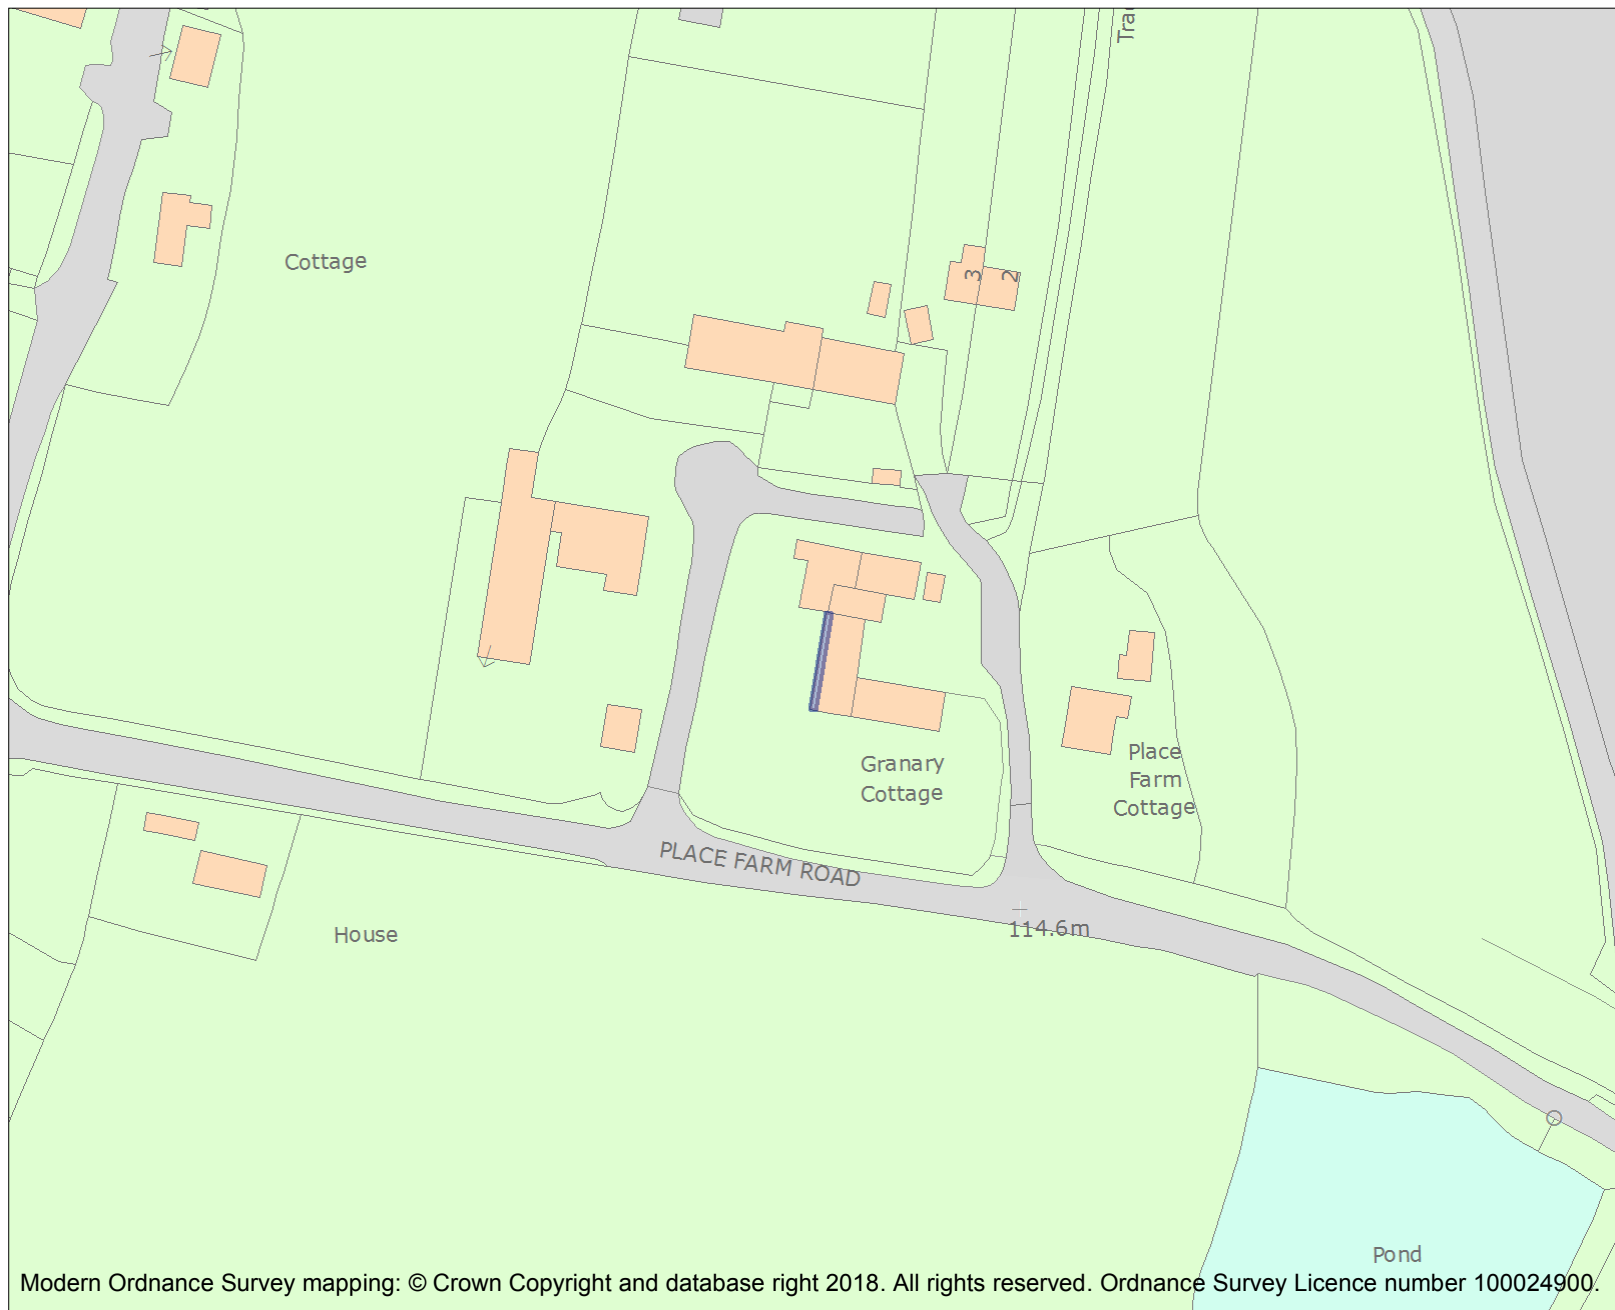 Cottage
3
2
Granary
Cottage
Place
Farm
Cottage
PLACE FARM ROAD
114.6m
House
Pond
Modern Ordnance Survey mapping: © Crown Copyright and database right 2018. All rights reserved. Ordnance Survey Licence number 100024900.